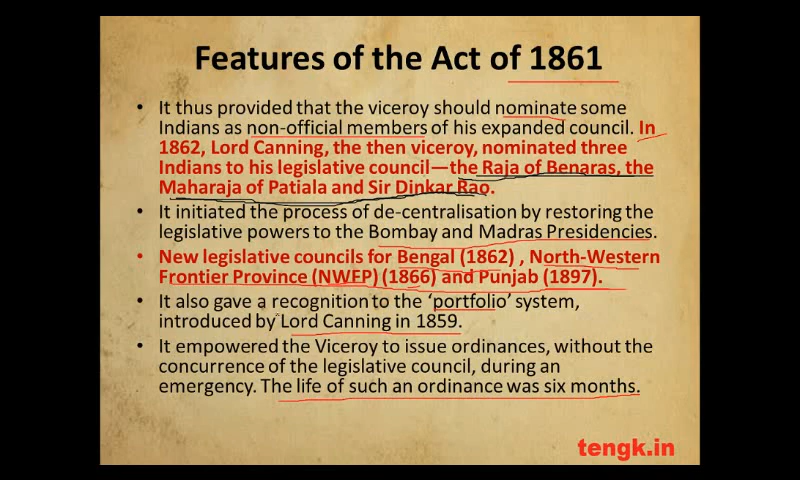 Features of the Act of 1861
• It thus provided that the viceroy should nominate some
Indians as non-official members of his expanded council. In
1862, Lord Canning, the then viceroy, nominated three
Indians to his legislative council—the Raja of Benaras, the
Maharaja of Patiala and Sir Dinkar Rao.
• It initiated the process of de-centralisation by restoring the
legislative powers to the Bombay and Madras Presidencies.
• New legislative councils for Bengal (1862) , North-Western
Frontier Province (NWFP) (1866) and Punjab (1897).
• It also gave a recognition to the ‘portfolio’ system,
introduced by Lord Canning in 1859.
• It empowered the Viceroy to issue ordinances, without the
concurrence of the legislative council, during an
emergency. The life of such an ordinance was six months.
tengk.in